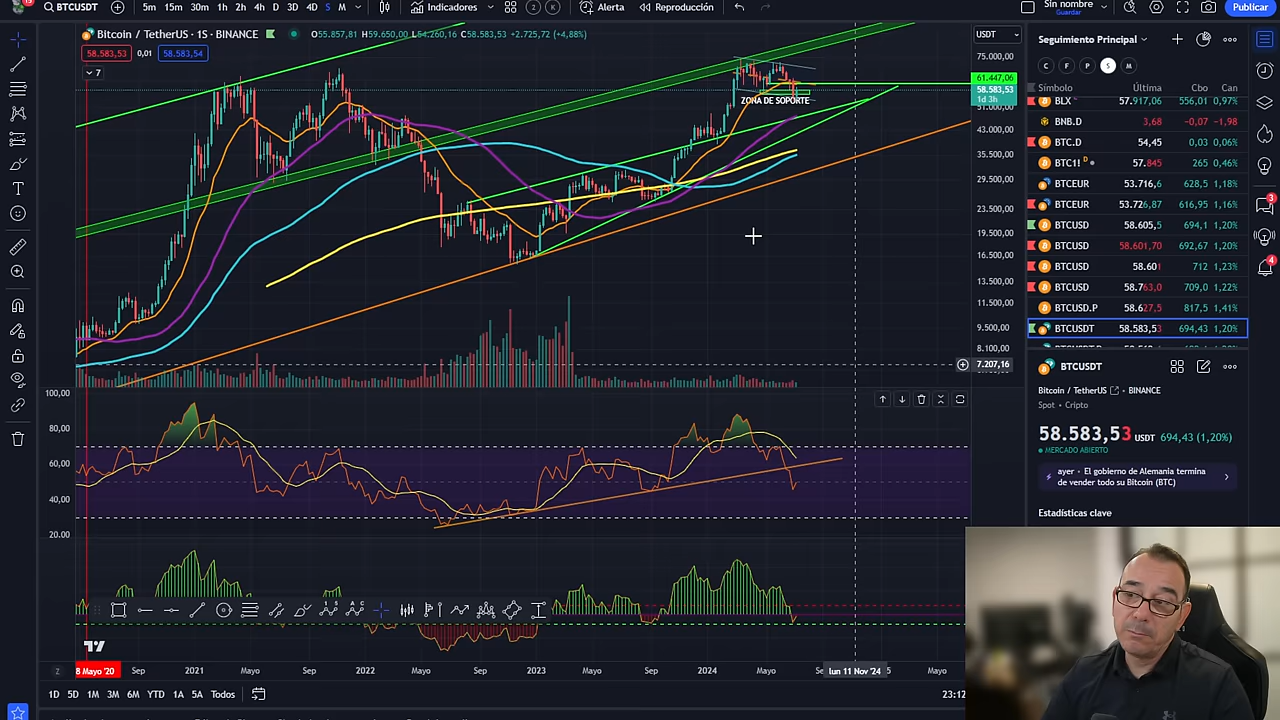 BTCUSDT
5m 15m 30m 1h 2h 4h D 3D 4D S M
Indicadores
2 K
Alerta
Reproducción
Sin nombre
Guardar
Publicar
Bitcoin / TetherUS · 1S · BINANCE
O55.857,81 H59.650,00 L54.260,16 C58.583,53 +2.725,72 (+4,88%)
58.583,53 0,01 58.583,54
7
ZONA DE SOPORTE
USDT
75.000,00
61.447,06
58.583,53
1d 3h
51.000,00
43.000,00
35.500,00
29.500,00
23.500,00
19.500,00
16.500,00
13.500,00
11.500,00
9.500,00
8.100,00
7.207,16
100,00
80,00
60,00
40,00
20.00
Z
8 Mayo '20 Sep 2021 Mayo Sep 2022 Mayo Sep 2023 Mayo Sep 2024 Mayo Se lun 11 Nov '24 5 Mayo
1D 5D 1M 3M 6M YTD 1A 5A Todos
23:12
Seguimiento Principal
C F P S M
Símbolo Última Cbo Can
BLX 57.917,06 556,01 0,97%
BNB.D 3,68 -0,07 -1,98
BTC.D 54,45 0,03 0,06%
BTC1! D 57.845 265 0,46%
BTCEUR 53.716,6 628,5 1,18%
BTCEUR 53.726,87 616,95 1,16%
BTCUSD 58.605,5 694,1 1,20%
BTCUSD 58.601,70 692,67 1,20%
BTCUSD 58.601 712 1,23%
BTCUSD 58.763,0 709,0 1,22%
BTCUSD.P 58.627,5 817,5 1,41%
BTCUSDT 58.583,53 694,43 1,20%
BTCUSDT
Bitcoin / TetherUS · BINANCE
Spot · Cripto
58.583,53 USDT 694,43 (1,20%)
MERCADO ABIERTO
ayer · El gobierno de Alemania termina
de vender todo su Bitcoin (BTC)
Estadísticas clave
3
4